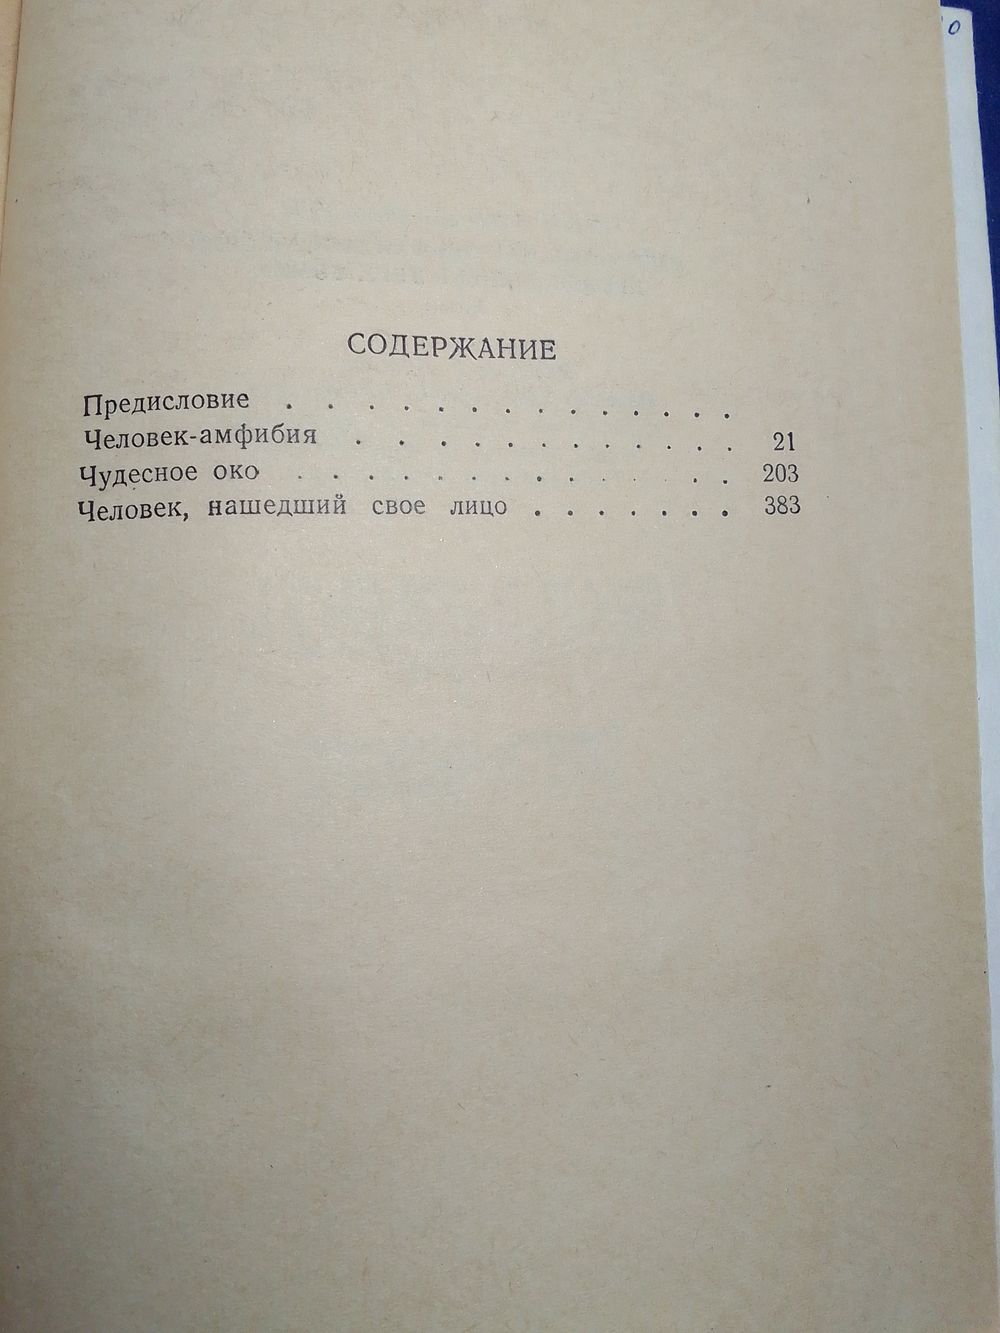 СОДЕРЖАНИЕ
Предисловие . . . . . . . . . . . . . .
Человек-амфибия . . . . . . . . . . . . 21
Чудесное око . . . . . . . . . . . . . 203
Человек, нашедший свое лицо . . . . . . . 383